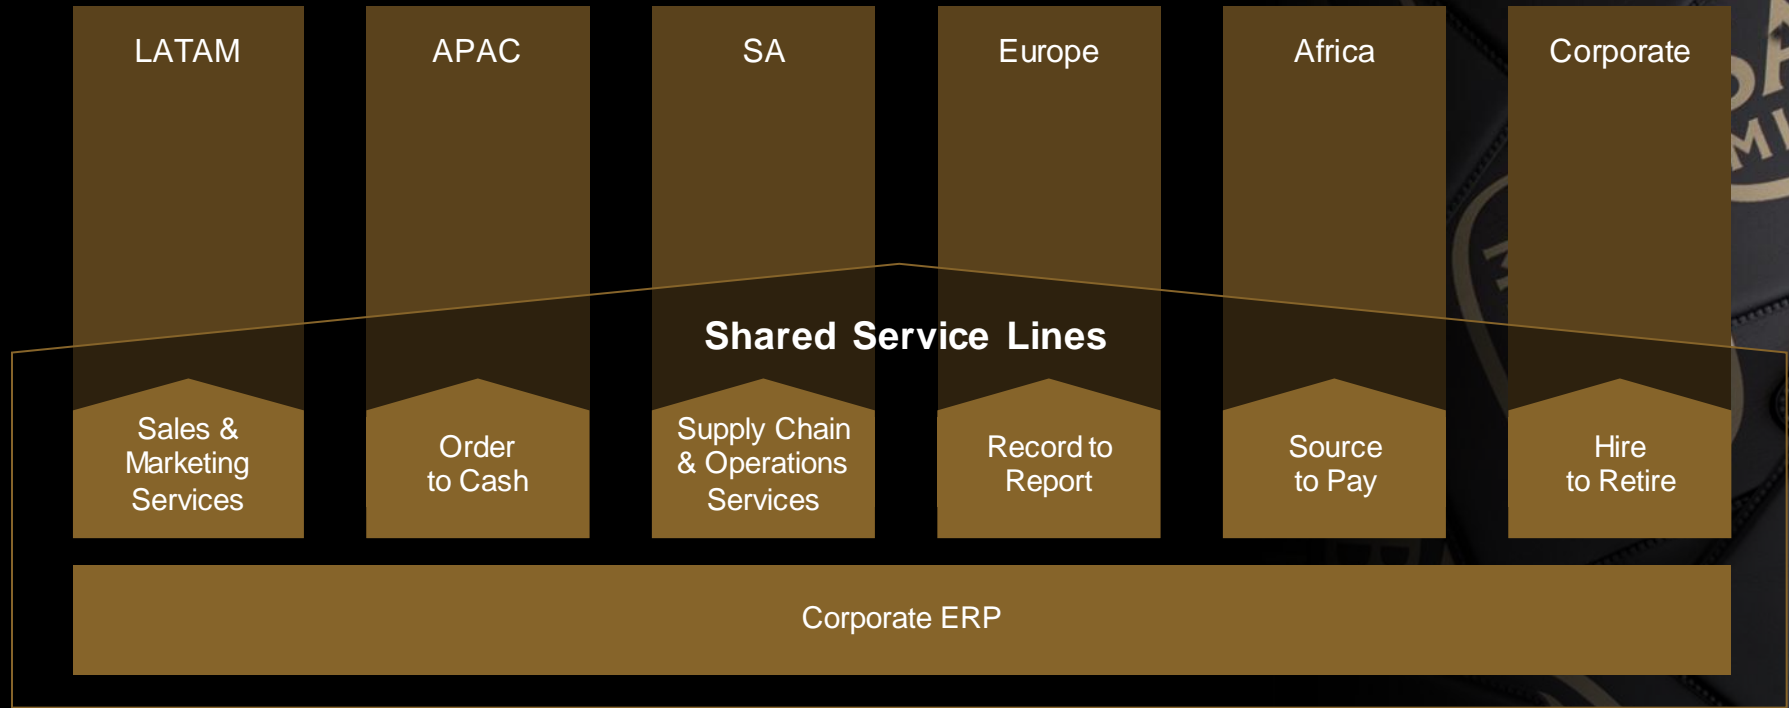 LATAM
APAC
SA
Europe
Africa
Corporate
Shared Service Lines
Sales &
Marketing
Services
Order
to Cash
Supply Chain
& Operations
Services
Record to
Report
Source
to Pay
Hire
to Retire
Corporate ERP